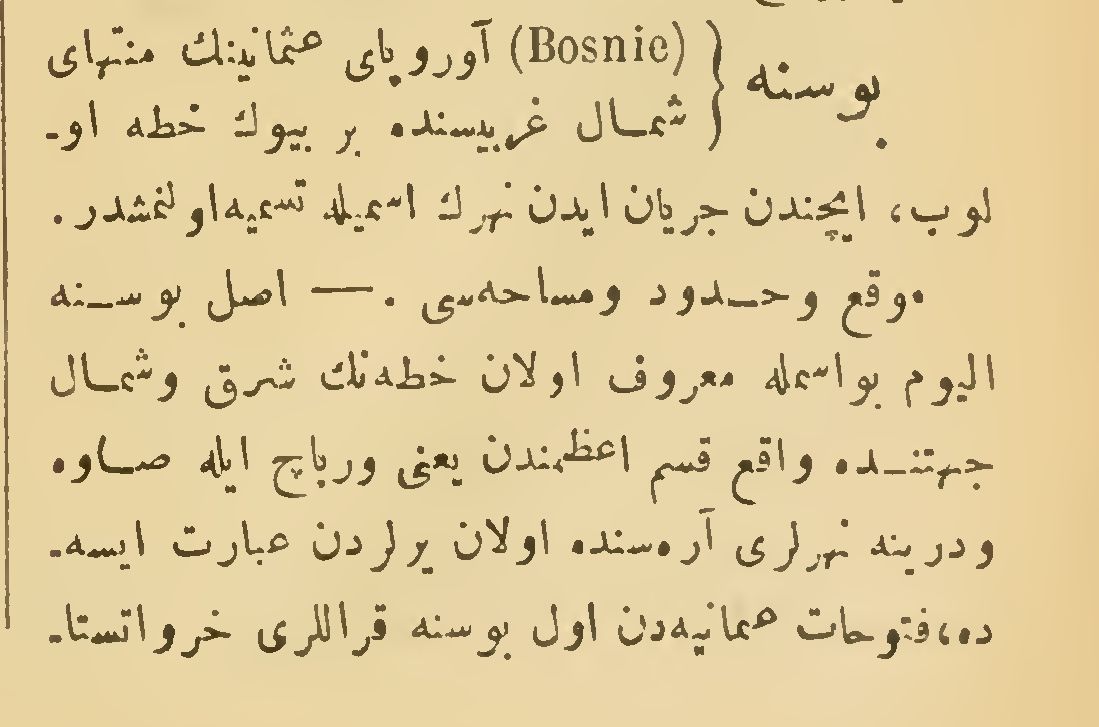 بوسنه { (Bosnie) آوروپای عثمانینك منتهای
شمال غربیسنده بر بیوك خطه او-
لوب، ایچندن جریان ایدن نهرك اسمیله تسمیه اولنمشدر.
موقع وحدود ومساحه‌سی. — اصل بوسنه
الیوم بو اسمله معروف اولان خطه‌نك شرق وشمال
جهتنده واقع قسم اعظمندن یعنی ورباچ ایله صاوه
ودرینه نهرلری آره‌سنده اولان یرلردن عبارت ایسه-
ده، فتوحات عثمانیه‌دن اول بوسنه قراللری خرواتستا-